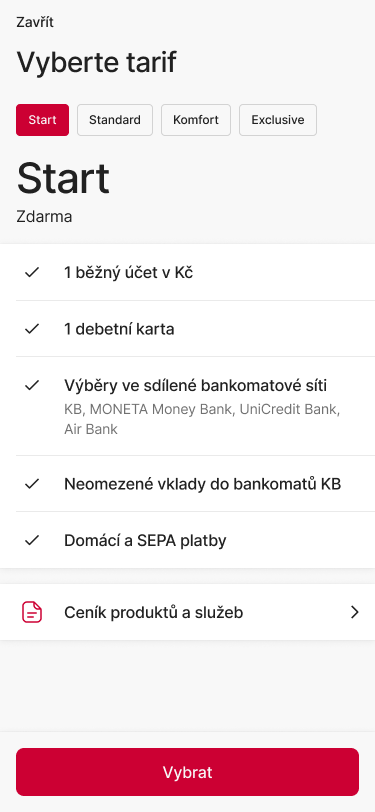 Zavřít
Vyberte tarif
Start
Standard
Komfort
Exclusive
Start
Zdarma
1 běžný účet v Kč
1 debetní karta
Výběry ve sdílené bankomatové síti
KB, MONETA Money Bank, UniCredit Bank,
Air Bank
Neomezené vklady do bankomatů KB
Domácí a SEPA platby
Ceník produktů a služeb
Vybrat